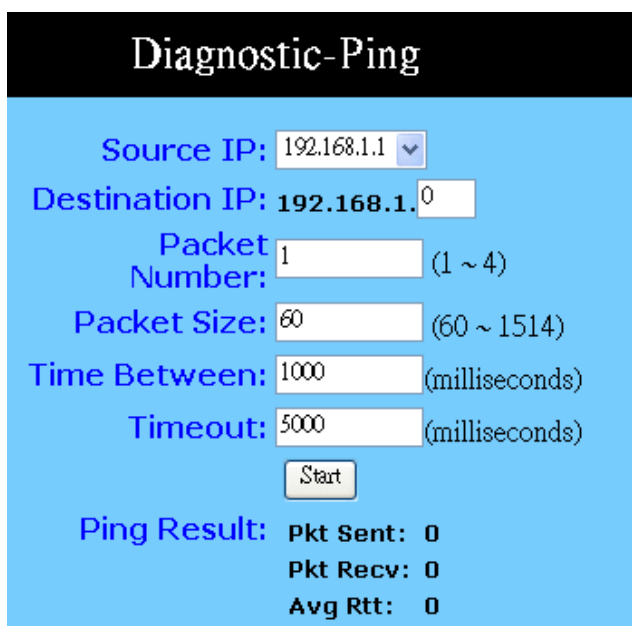 Diagnostic-Ping
Source IP: 192.168.1.1
Destination IP: 192.168.1. 0
Packet
Number: 1 (1 ~ 4)
Packet Size: 60 (60 ~ 1514)
Time Between: 1000 (milliseconds)
Timeout: 5000 (milliseconds)
Start
Ping Result: Pkt Sent: 0
Pkt Recv: 0
Avg Rtt: 0